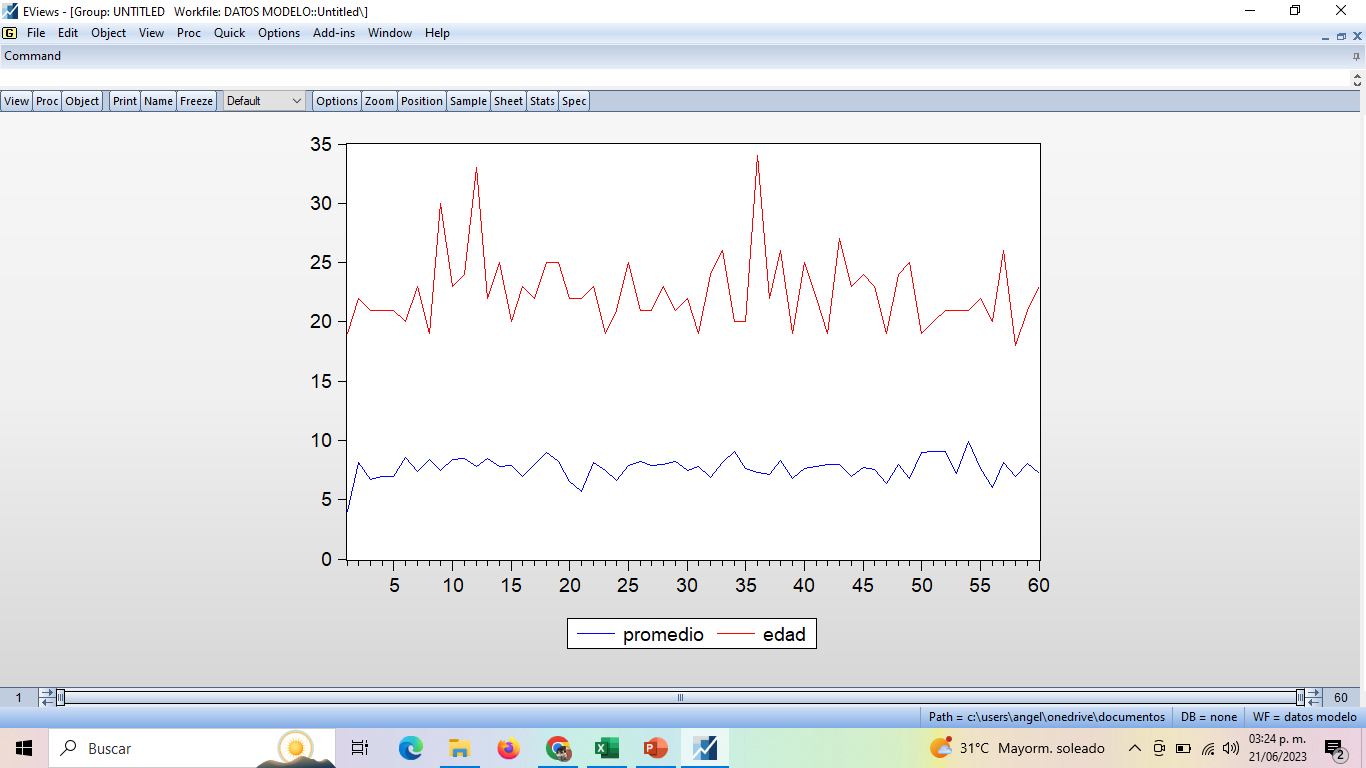 EViews - [Group: UNTITLED   Workfile: DATOS MODELO::Untitled\]
G File Edit Object View Proc Quick Options Add-ins Window Help
Command
View Proc Object Print Name Freeze Default Options Zoom Position Sample Sheet Stats Spec
35
30
25
20
15
10
5
0
5 10 15 20 25 30 35 40 45 50 55 60
promedio edad
1 60
Path = c:\users\angel\onedrive\documentos DB = none WF = datos modelo
Buscar 31°C Mayorm. soleado 03:24 p. m.
21/06/2023 2